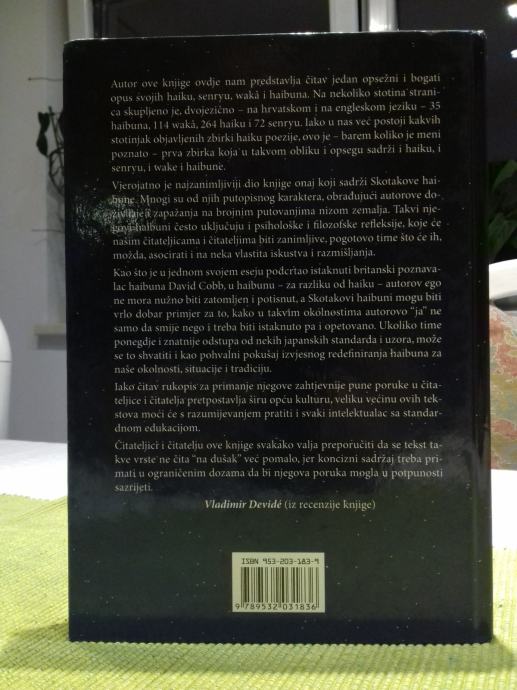 Autor ove knjige ovdje nam predstavlja čitav jedan opsežni i bogati
opus svojih haiku, senryu, wakâ i haibuna. Na nekoliko stotina strani-
ca skupljeno je, dvojezično – na hrvatskom i na engleskom jeziku – 35
haibuna, 114 wakâ, 264 haiku i 72 senryu. Iako u nas već postoji kakvih
stotinjak objavljenih zbirki haiku poezije, ovo je – barem koliko je meni
poznato – prva zbirka koja u takvom obliku i opsegu sadrži i haiku, i
senryu, i wake i haibune.
Vjerojatno je najzanimljiviji dio knjige onaj koji sadrži Skotakove hai-
bune. Mnogi su od njih putopisnog karaktera, obrađujući autorove do-
življaje i zapažanja na brojnim putovanjima nizom zemalja. Takvi nje-
govi haibuni često uključuju i psihološke i filozofske refleksije, koje će
našim čitateljicama i čitateljima biti zanimljive, pogotovo time što će ih,
možda, asocirati i na neka vlastita iskustva i razmišljanja.
Kao što je u jednom svojem eseju podcrtao istaknuti britanski poznava-
lac haibuna David Cobb, u haibunu – za razliku od haiku – autorov ego
ne mora nužno biti zatomljen i potisnut, a Skotakovi haibuni mogu biti
vrlo dobar primjer za to, kako u takvim okolnostima autorovo "ja" ne
samo da smije nego i treba biti istaknuto pa i opetovano. Ukoliko time
ponegdje i znatnije odstupa od nekih japanskih standarda i uzora, može
se to shvatiti i kao pohvalni pokušaj izvjesnog redefiniranja haibuna za
naše okolnosti, situacije i tradiciju.
Iako čitav rukopis za primanje njegove zahtjevnije pune poruke u čita-
teljice i čitatelja pretpostavlja širu opću kulturu, veliku većinu ovih tek-
stova moći će s razumijevanjem pratiti i svaki intelektualac sa standar-
dnom edukacijom.
Čitateljici i čitatelju ove knjige svakako valja preporučiti da se tekst ta-
kve vrste ne čita "na dušak" već pomalo, jer koncizni sadržaj treba pri-
mati u ograničenim dozama da bi njegova poruka mogla u potpunosti
sazrijeti.
Vladimir Devidé (iz recenzije knjige)
ISBN 953-203-183-9
9 789532 031836